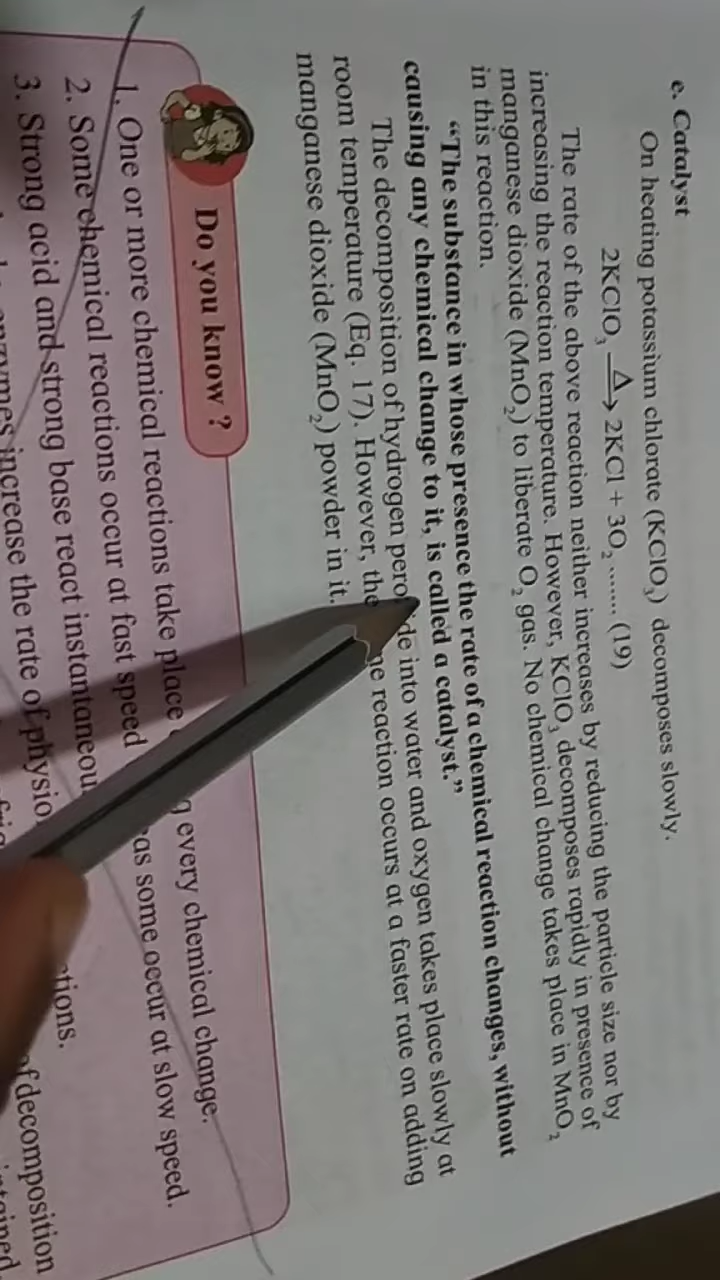 e. Catalyst
On heating potassium chlorate (KClO₃) decomposes slowly.
2KClO₃ —Δ→ 2KCl + 3O₂ ...... (19)
The rate of the above reaction neither increases by reducing the particle size nor by
increasing the reaction temperature. However, KClO₃ decomposes rapidly in presence of
manganese dioxide (MnO₂) to liberate O₂ gas. No chemical change takes place in MnO₂
in this reaction.
“The substance in whose presence the rate of a chemical reaction changes, without
causing any chemical change to it, is called a catalyst.”
The decomposition of hydrogen into water and oxygen takes place slowly at
room temperature (Eq. 17). However, reaction occurs at a faster rate on adding
manganese dioxide (MnO₂) powder in it.
Do you know ?
1. One or more chemical reactions take place every chemical change.
2. Some chemical reactions occur at fast speed some occur at slow speed.
3. Strong acid and strong base react
increase the rate of of decomposition